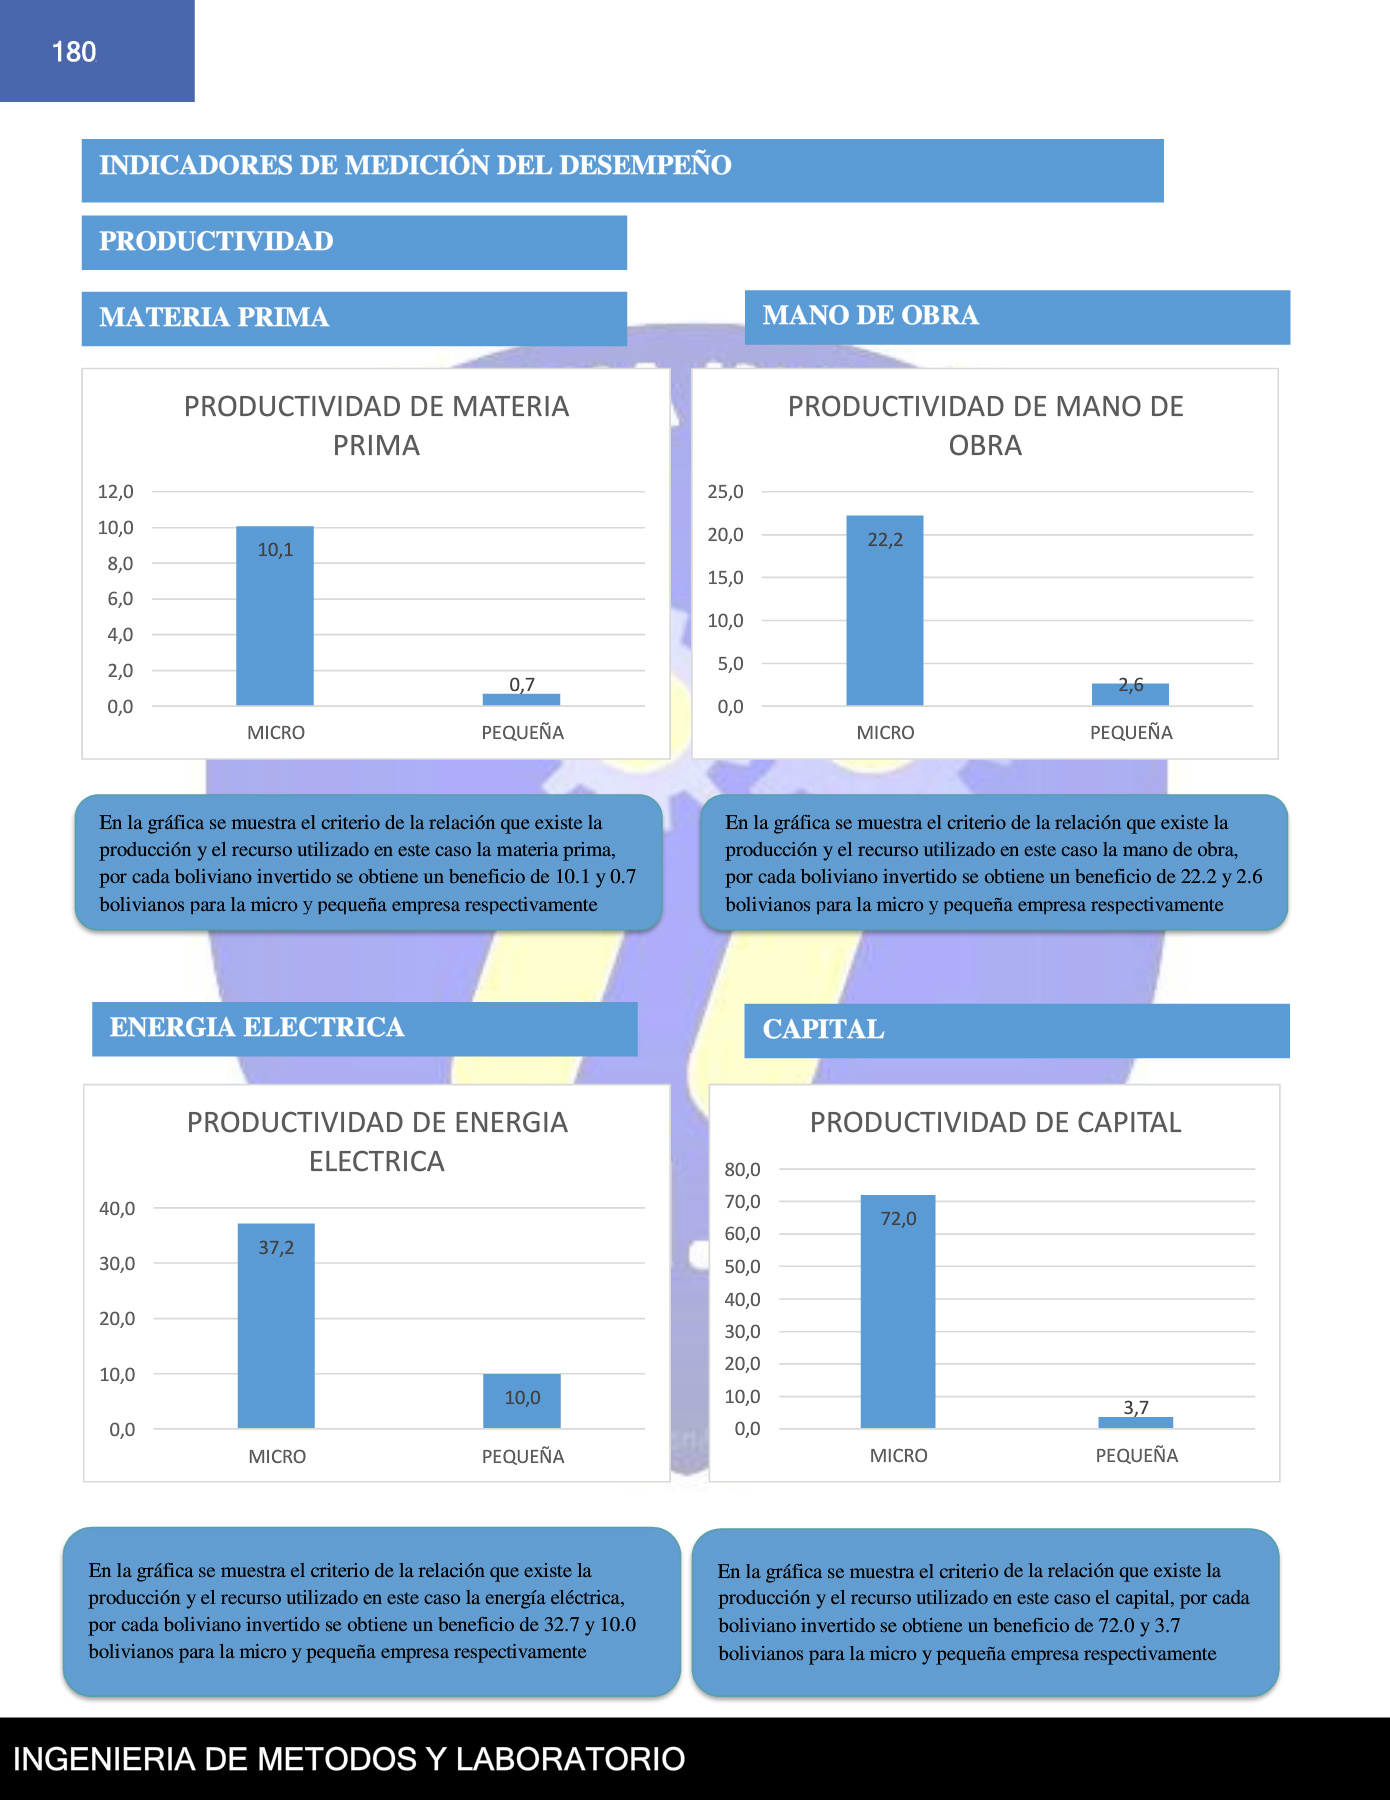 180
INDICADORES DE MEDICIÓN DEL DESEMPEÑO
PRODUCTIVIDAD
MATERIA PRIMA
MANO DE OBRA
PRODUCTIVIDAD DE MATERIA
PRIMA
12,0
10,0
8,0
6,0
4,0
2,0
0,0
10,1
0,7
MICRO
PEQUEÑA
PRODUCTIVIDAD DE MANO DE
OBRA
25,0
20,0
15,0
10,0
5,0
0,0
22,2
2,6
MICRO
PEQUEÑA
En la gráfica se muestra el criterio de la relación que existe la
producción y el recurso utilizado en este caso la materia prima,
por cada boliviano invertido se obtiene un beneficio de 10.1 y 0.7
bolivianos para la micro y pequeña empresa respectivamente
En la gráfica se muestra el criterio de la relación que existe la
producción y el recurso utilizado en este caso la mano de obra,
por cada boliviano invertido se obtiene un beneficio de 22.2 y 2.6
bolivianos para la micro y pequeña empresa respectivamente
ENERGIA ELECTRICA
CAPITAL
PRODUCTIVIDAD DE ENERGIA
ELECTRICA
40,0
30,0
20,0
10,0
0,0
37,2
10,0
MICRO
PEQUEÑA
PRODUCTIVIDAD DE CAPITAL
80,0
70,0
60,0
50,0
40,0
30,0
20,0
10,0
0,0
72,0
3,7
MICRO
PEQUEÑA
En la gráfica se muestra el criterio de la relación que existe la
producción y el recurso utilizado en este caso la energía eléctrica,
por cada boliviano invertido se obtiene un beneficio de 32.7 y 10.0
bolivianos para la micro y pequeña empresa respectivamente
En la gráfica se muestra el criterio de la relación que existe la
producción y el recurso utilizado en este caso el capital, por cada
boliviano invertido se obtiene un beneficio de 72.0 y 3.7
bolivianos para la micro y pequeña empresa respectivamente
INGENIERIA DE METODOS Y LABORATORIO